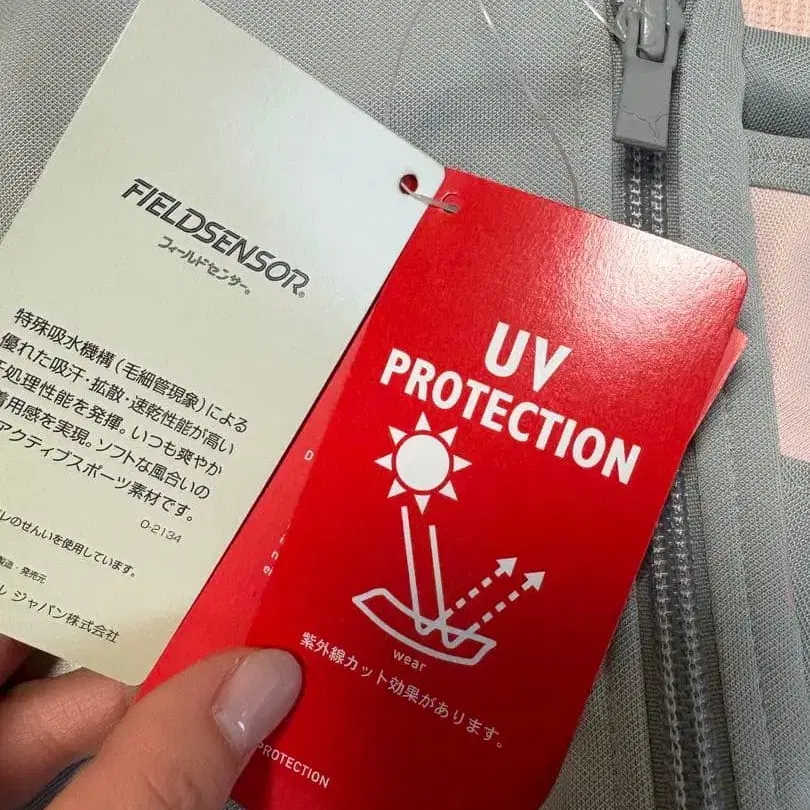 FIELDSENSOR®
フィールドセンサー®
特殊吸水機構(毛細管現象)による
優れた吸汗・拡散・速乾性能が高い
処理性能を発揮。いつも爽やか
着用感を実現。ソフトな風合いの
アクティブスポーツ素材です。
O-2134
レのせんいを使用しています。
製造・発売元
ル ジャパン株式会社
UV
PROTECTION
wear
紫外線カット効果があります。
PROTECTION
D